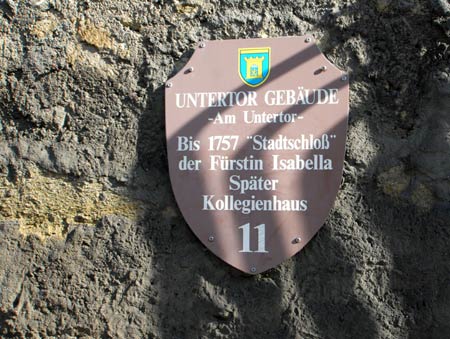 UNTERTOR GEBÄUDE
-Am Untertor-
Bis 1757 "Stadtschloß"
der Fürstin Isabella
Später
Kollegienhaus
11